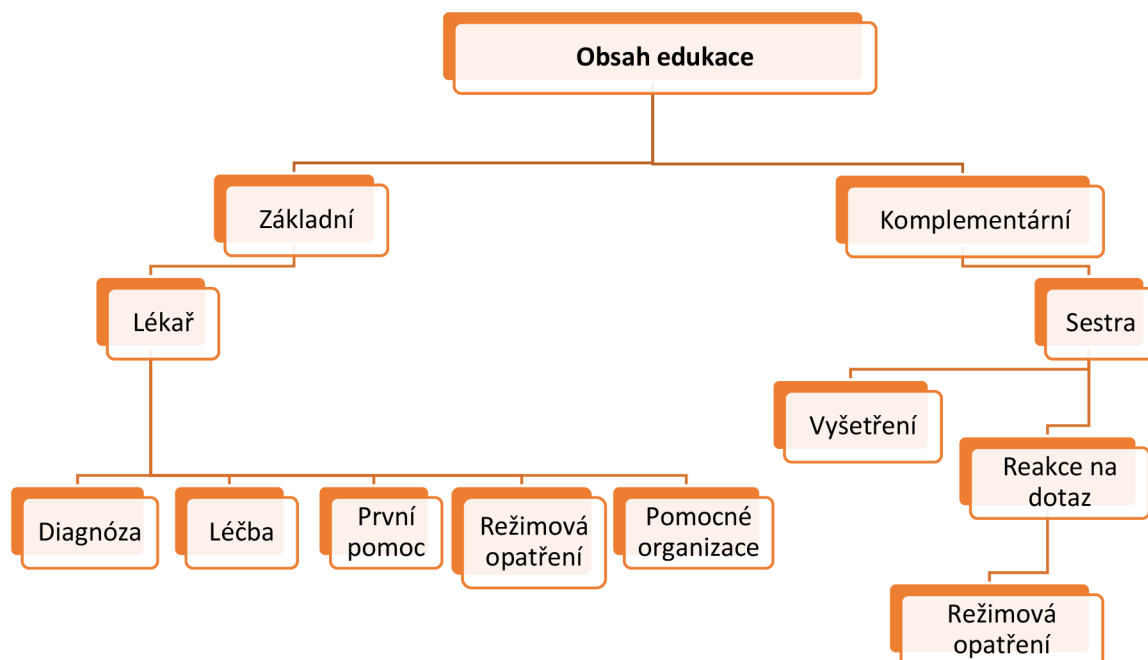 Obsah edukace
Základní
Komplementární
Lékař
Sestra
Vyšetření
Reakce na
dotaz
Diagnóza
Léčba
První
pomoc
Režimová
opatření
Pomocné
organizace
Režimová
opatření